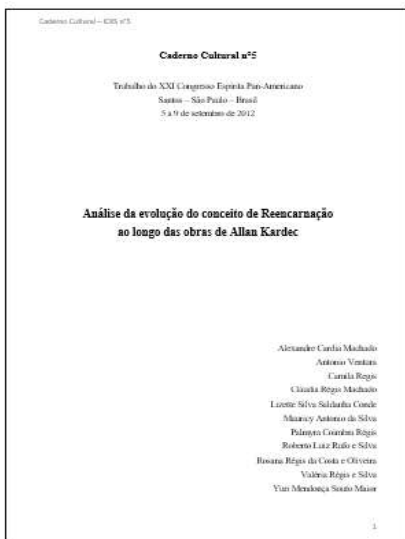 Caderno Cultural – ICKS nº5
Caderno Cultural nº5
Trabalho do XXI Congresso Espírita Pan-Americano
Santos – São Paulo – Brasil
5 a 9 de setembro de 2012
Análise da evolução do conceito de Reencarnação
ao longo das obras de Allan Kardec
Alexandre Cardia Machado
Antonio Ventura
Camila Regis
Cláudia Régis Machado
Lizette Silva Saldanha Conde
Mauricy Antonio da Silva
Palmyra Coimbra Régis
Roberto Luiz Rufo e Silva
Rosana Régis da Costa e Oliveira
Valéria Régis e Silva
Yuri Mendonça Souto Maior
1